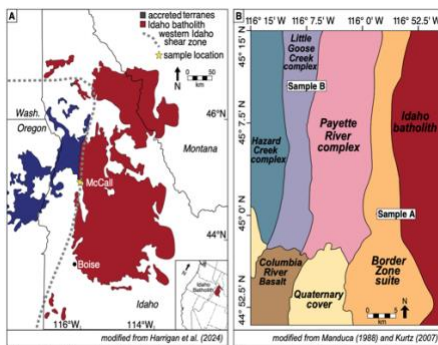 A
accreted terranes
Idaho batholith
western Idaho
shear zone
sample location
0 50
km
N
Wash.
Oregon
46°N
Montana
McCall
44°N
Boise
Idaho
Idaho
batholith
116°W
114°W
modified from Harrigan et al. (2024)
B
116°15'W 116°7.5'W 116°0'W 116°52.5'W
45°15'N
Little
Goose
Creek
complex
Sample B
Idaho
batholith
45°7.5'N
Payette
River
complex
Hazard
Creek
complex
45°0'N
Sample A
Columbia
River
Basalt
Border
Zone
suite
Quaternary
cover
44°52.5'N
0 5
km
N
modified from Manduca (1988) and Kurtz (2007)